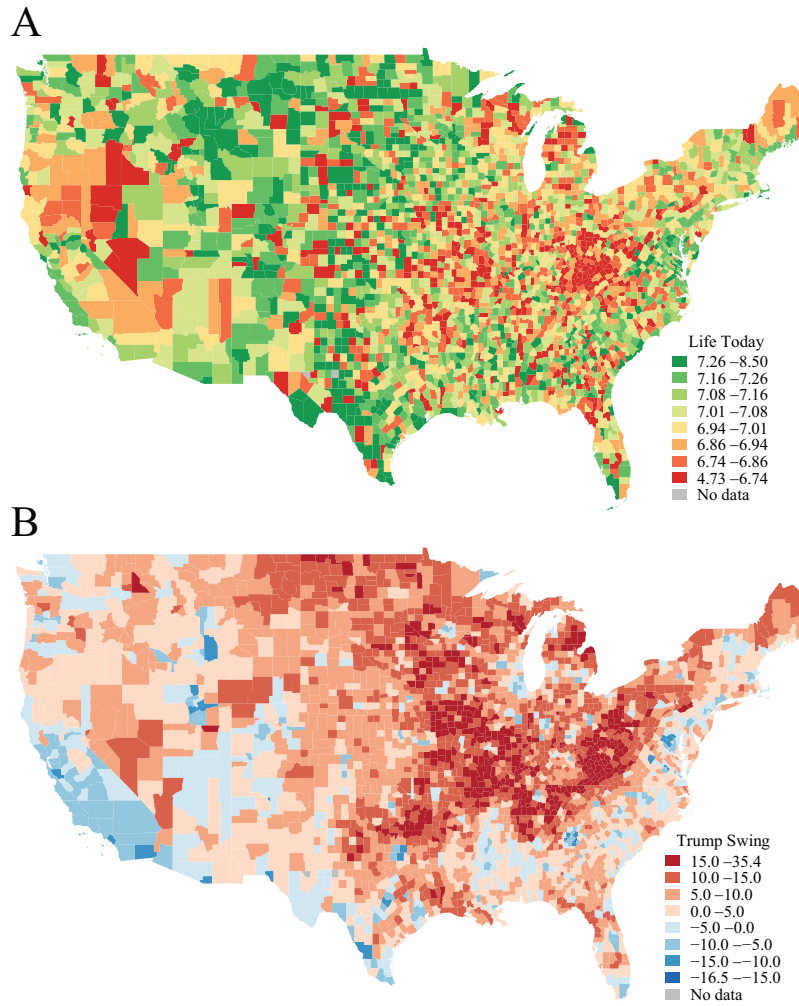 A
Life Today
7.26 –8.50
7.16 –7.26
7.08 –7.16
7.01 –7.08
6.94 –7.01
6.86 –6.94
6.74 –6.86
4.73 –6.74
No data
B
Trump Swing
15.0 –35.4
10.0 –15.0
5.0 –10.0
0.0 –5.0
−5.0 –0.0
−10.0 –−5.0
−15.0 –−10.0
−16.5 –−15.0
No data